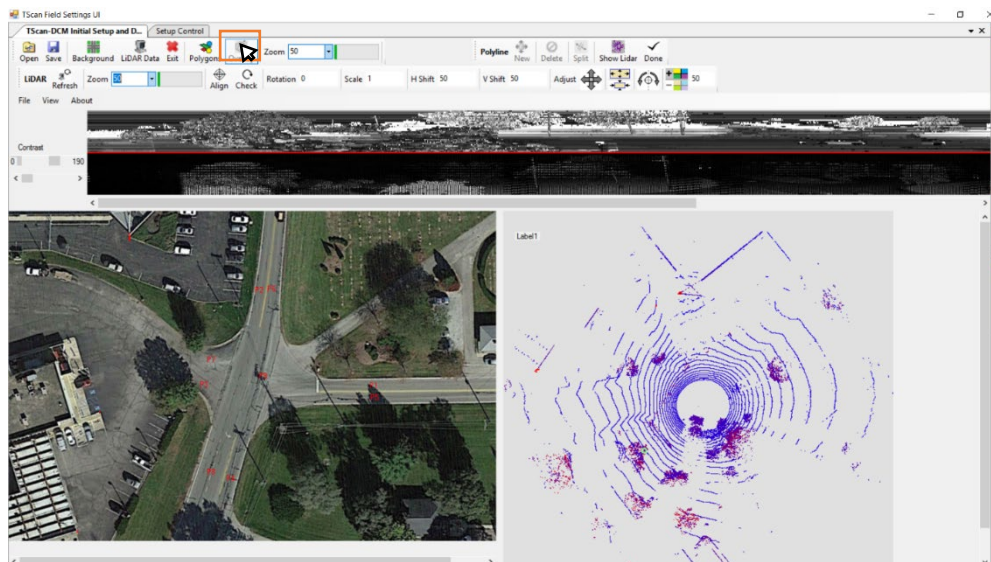 TScan Field Settings UI
TScan-DCM Initial Setup and D... Setup Control
Open Save Background LiDAR Data Exit Polygons Zoom 50 Polyline New Delete Split Show Lidar Done
LiDAR Refresh Zoom 50 Align Check Rotation 0 Scale 1 H Shift 50 V Shift 50 Adjust 50
File View About
Contrast
0 190
Label1